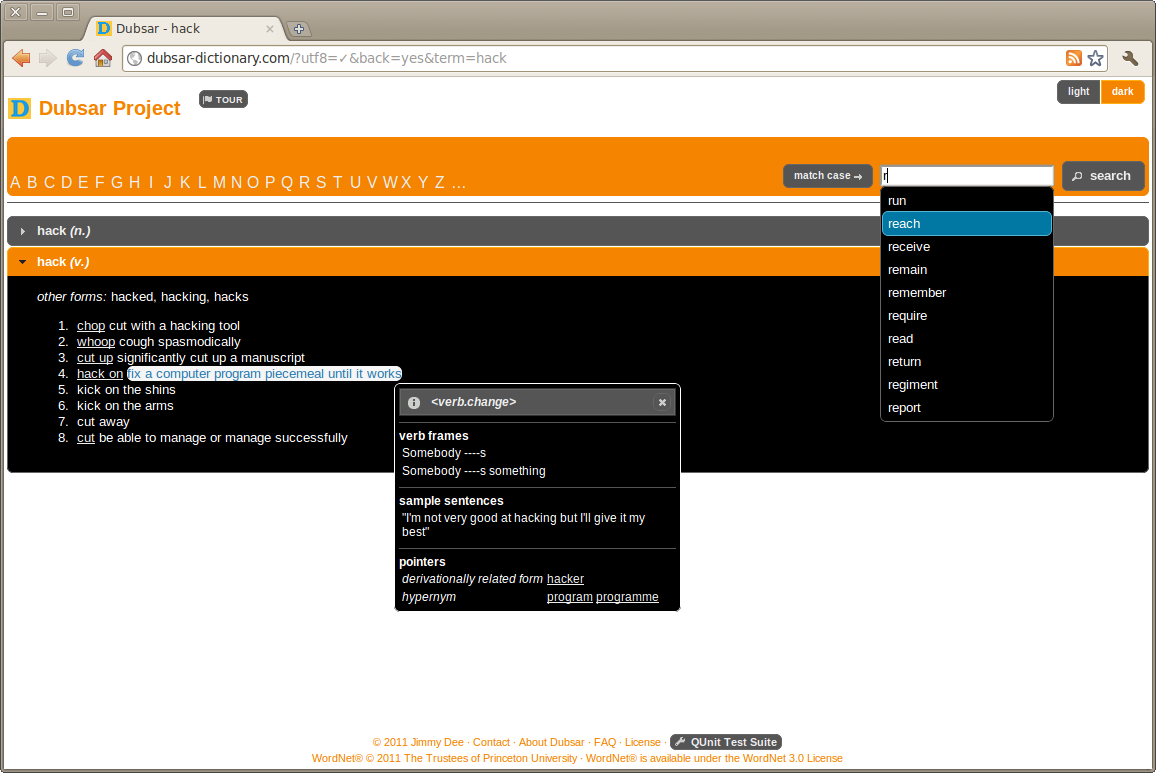 Dubsar - hack
dubsar-dictionary.com/?utf8=✓&back=yes&term=hack
light dark
D Dubsar Project TOUR
A B C D E F G H I J K L M N O P Q R S T U V W X Y Z ...
match case → r search
run
reach
receive
remain
remember
require
read
return
regiment
report
hack (n.)
hack (v.)
other forms: hacked, hacking, hacks
1. chop cut with a hacking tool
2. whoop cough spasmodically
3. cut up significantly cut up a manuscript
4. hack on fix a computer program piecemeal until it works
5. kick on the shins
6. kick on the arms
7. cut away
8. cut be able to manage or manage successfully
<verb.change>
verb frames
Somebody ----s
Somebody ----s something
sample sentences
"I'm not very good at hacking but I'll give it my
best"
pointers
derivationally related form hacker
hypernym program programme
© 2011 Jimmy Dee · Contact · About Dubsar · FAQ · License · QUnit Test Suite
WordNet® © 2011 The Trustees of Princeton University · WordNet® is available under the WordNet 3.0 License